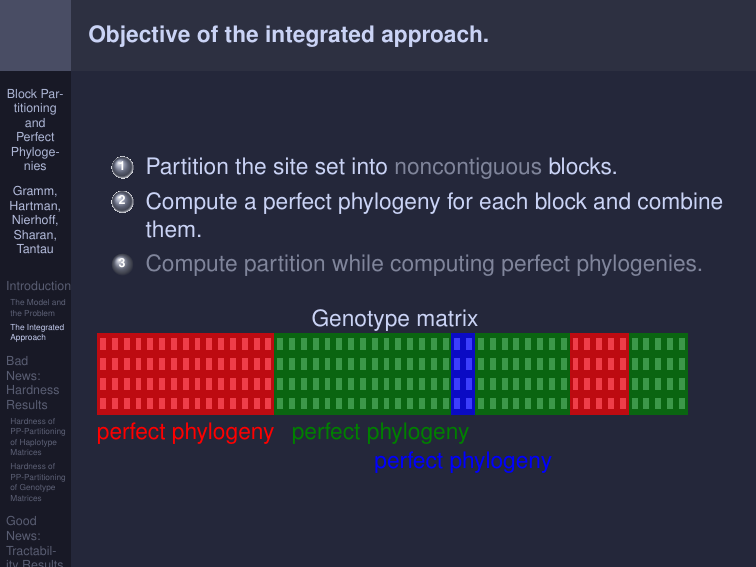 Objective of the integrated approach.
Block Par-
titioning
and
Perfect
Phyloge-
nies
Gramm,
Hartman,
Nierhoff,
Sharan,
Tantau
Introduction
The Model and
the Problem
The Integrated
Approach
Bad
News:
Hardness
Results
Hardness of
PP-Partitioning
of Haplotype
Matrices
Hardness of
PP-Partitioning
of Genotype
Matrices
Good
News:
Tractabil-
ity Results
1 Partition the site set into noncontiguous blocks.
2 Compute a perfect phylogeny for each block and combine
them.
3 Compute partition while computing perfect phylogenies.
Genotype matrix
perfect phylogeny perfect phylogeny
perfect phylogeny